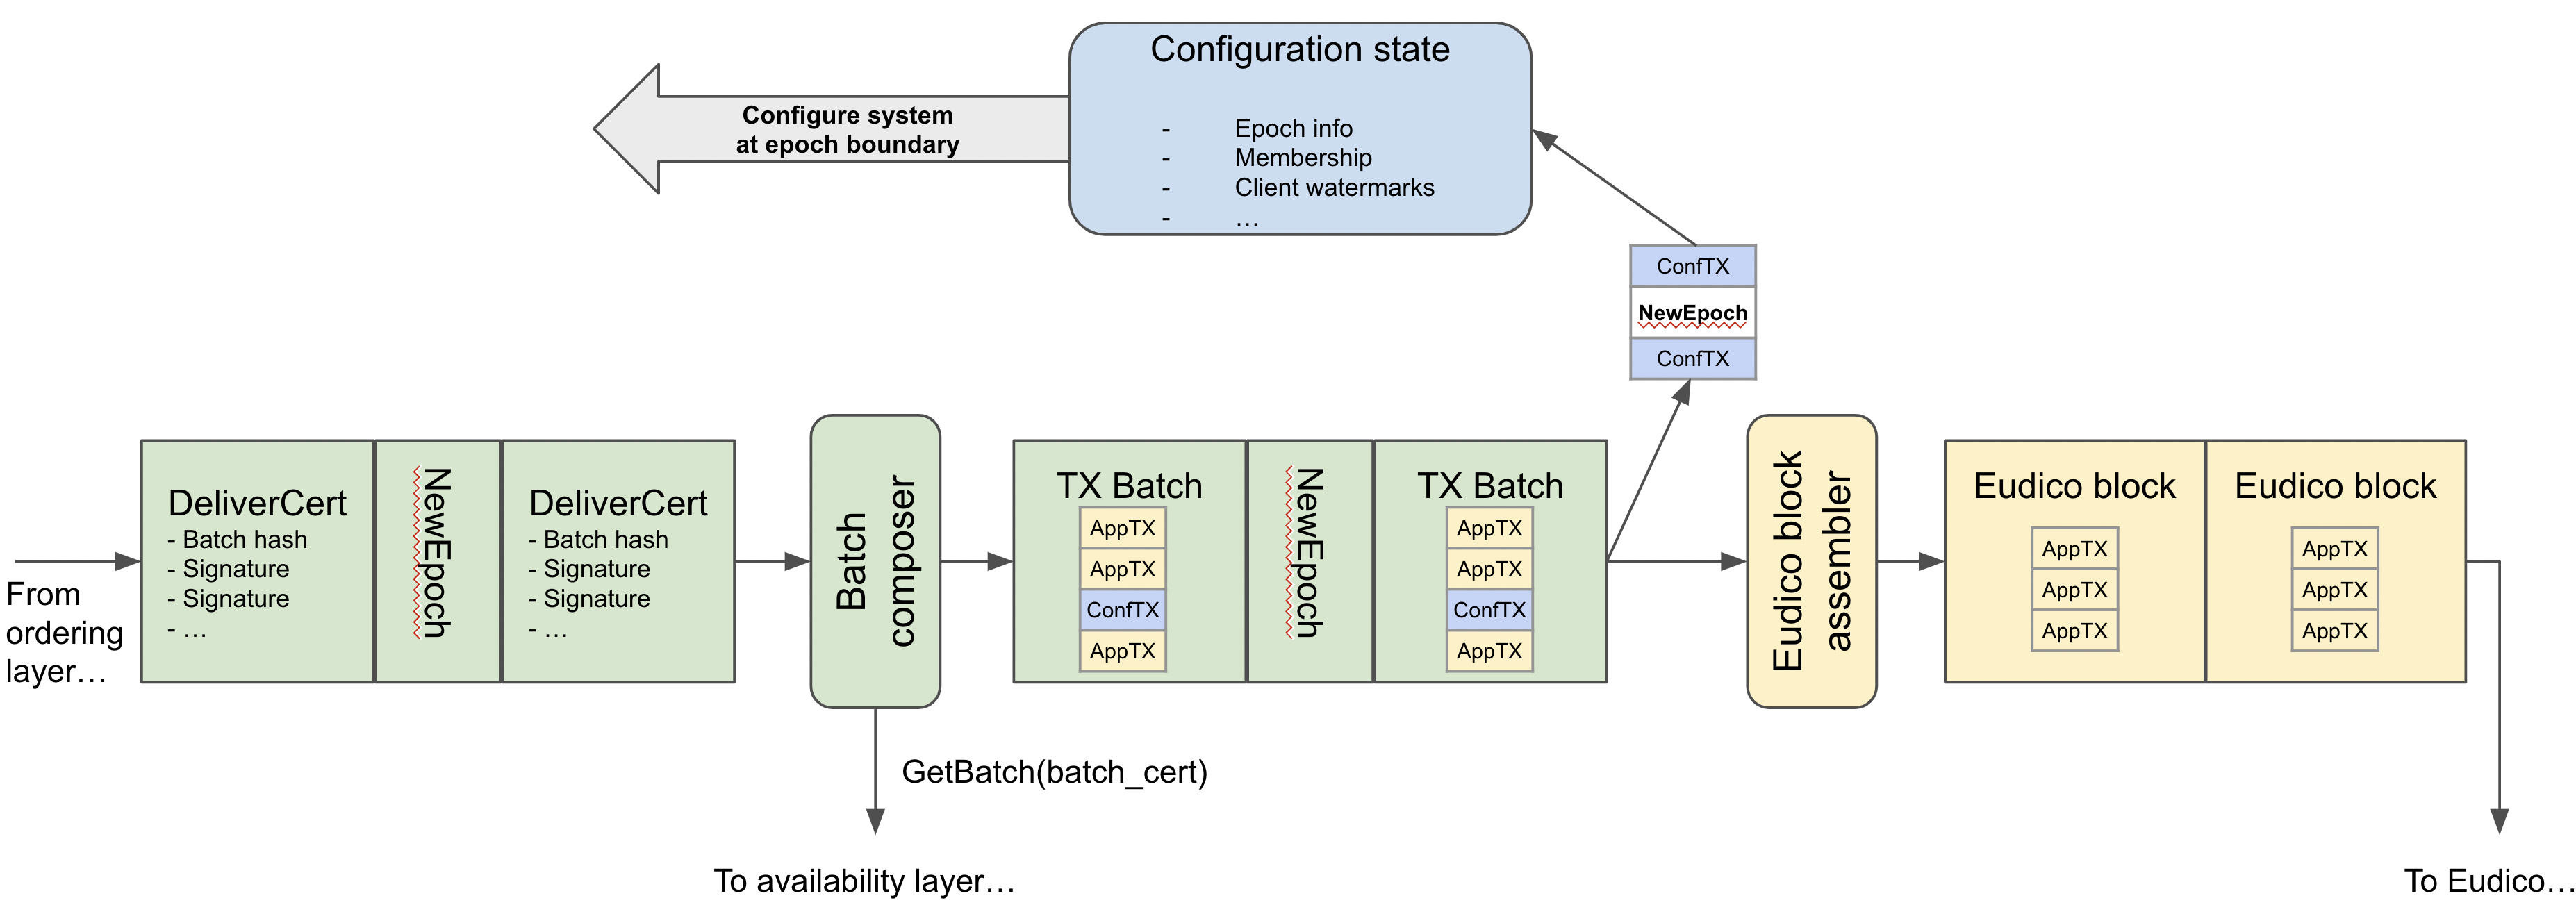 Configuration state
- Epoch info
- Membership
- Client watermarks
- …
Configure system
at epoch boundary
ConfTX
NewEpoch
ConfTX
From
ordering
layer…
DeliverCert
- Batch hash
- Signature
- Signature
- …
NewEpoch
DeliverCert
- Batch hash
- Signature
- Signature
- …
Batch
composer
GetBatch(batch_cert)
To availability layer…
TX Batch
AppTX
AppTX
ConfTX
AppTX
NewEpoch
TX Batch
AppTX
AppTX
ConfTX
AppTX
Eudico block
assembler
Eudico block
AppTX
AppTX
AppTX
Eudico block
AppTX
AppTX
AppTX
To Eudico…